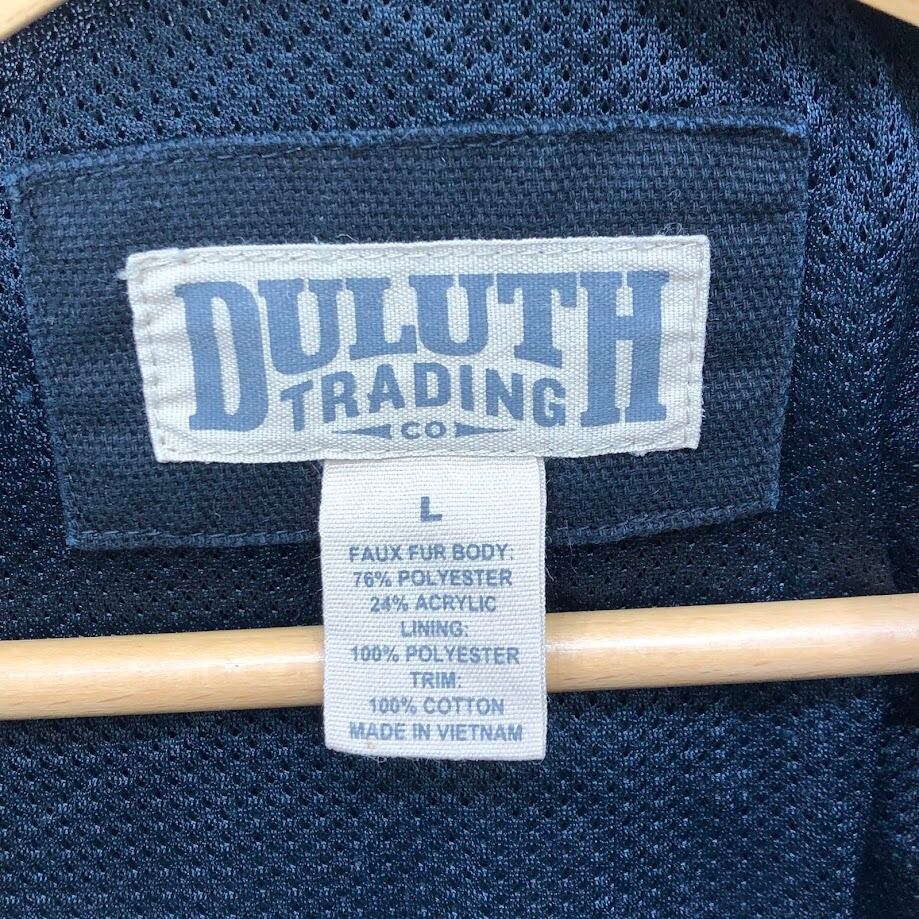 DULUTH
TRADING
CO
L
FAUX FUR BODY:
76% POLYESTER
24% ACRYLIC
LINING:
100% POLYESTER
TRIM:
100% COTTON
MADE IN VIETNAM